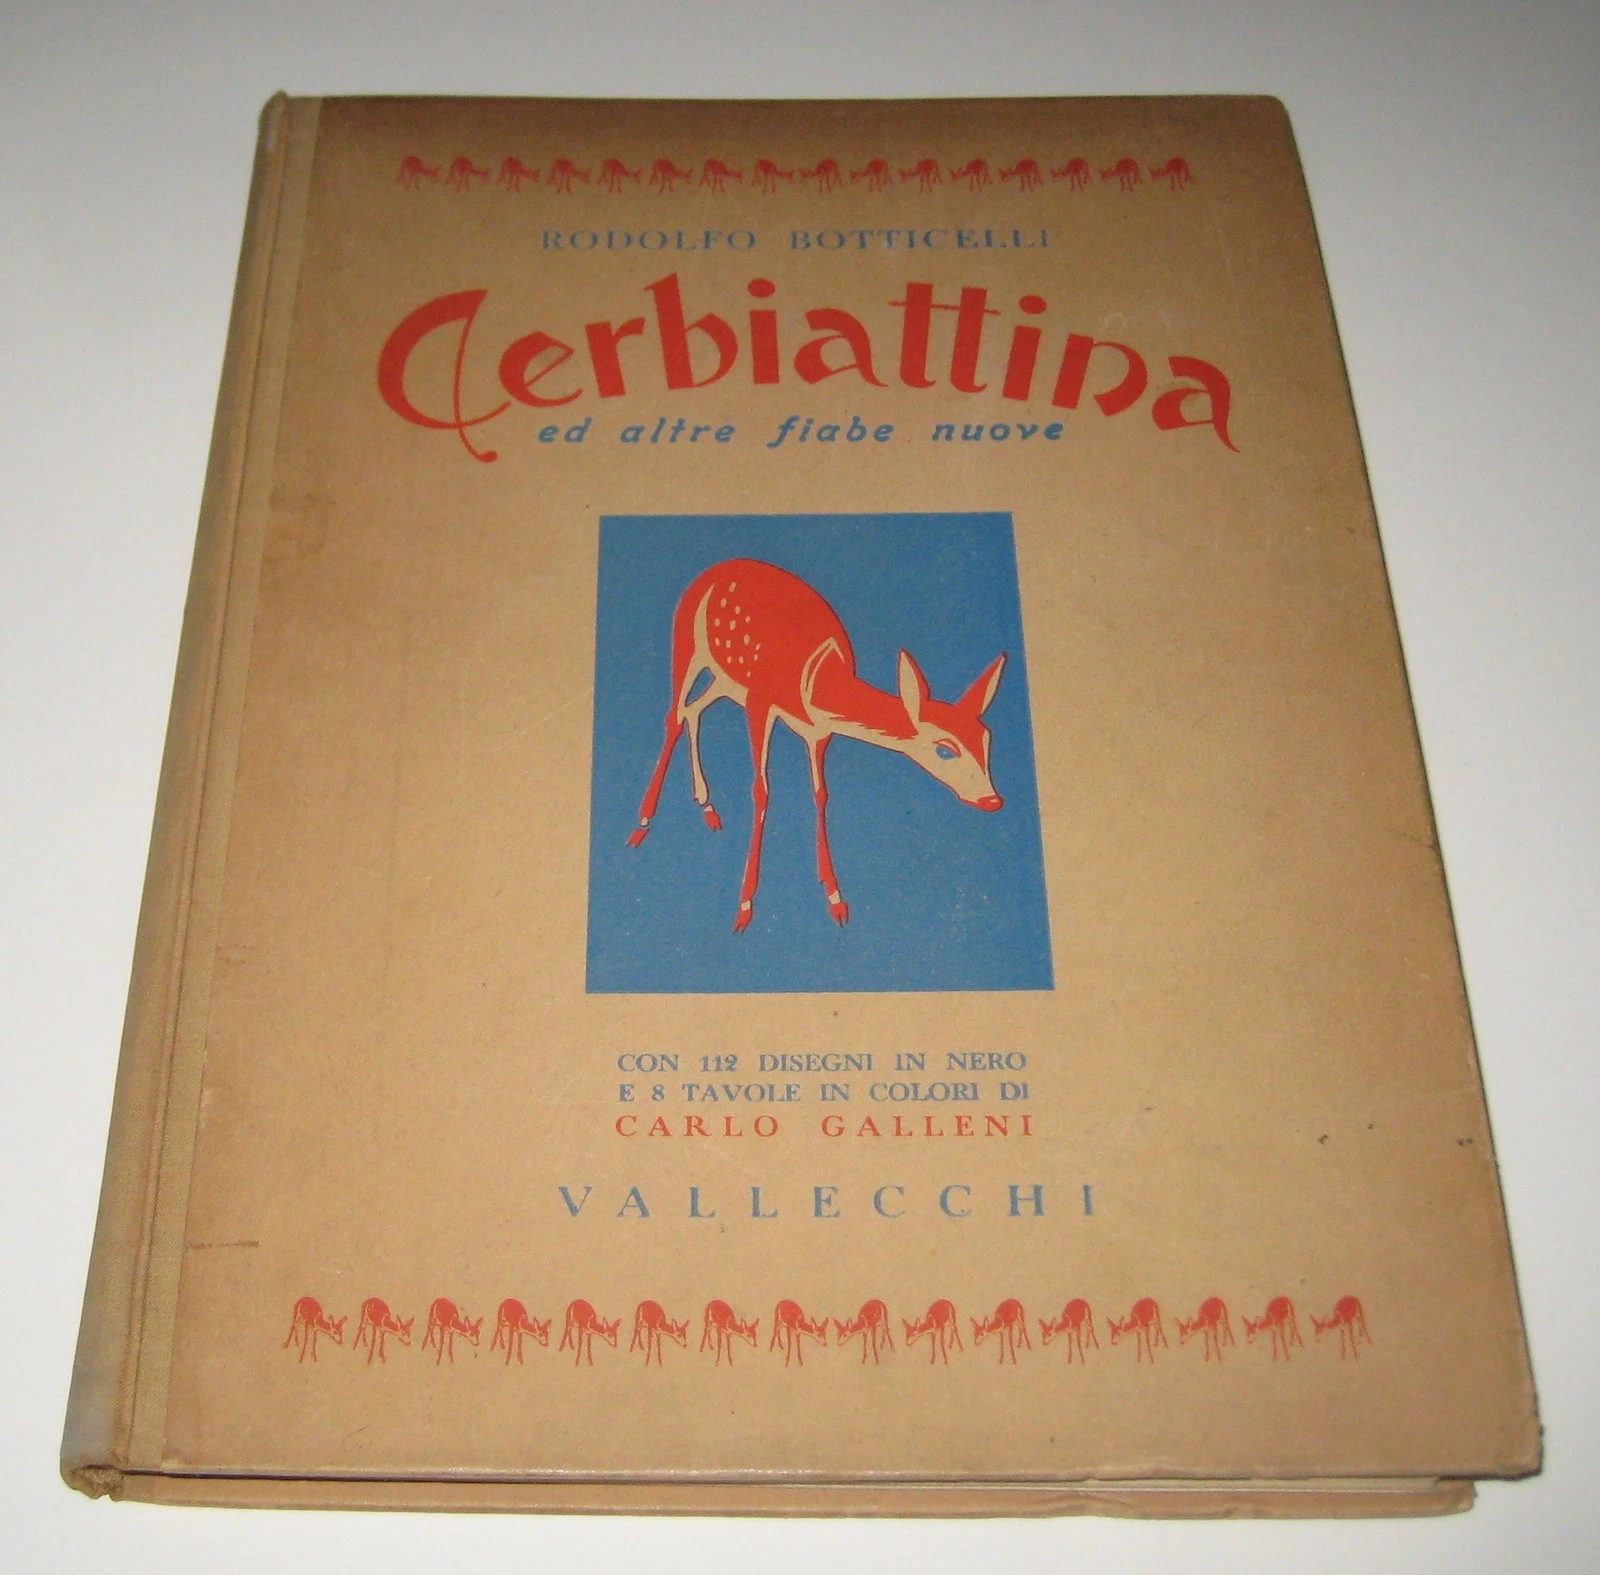 RODOLFO BOTTICELLI
Cerbiattina
ed altre fiabe nuove
CON 112 DISEGNI IN NERO
E 8 TAVOLE IN COLORI DI
CARLO GALLENI
VALLECCHI